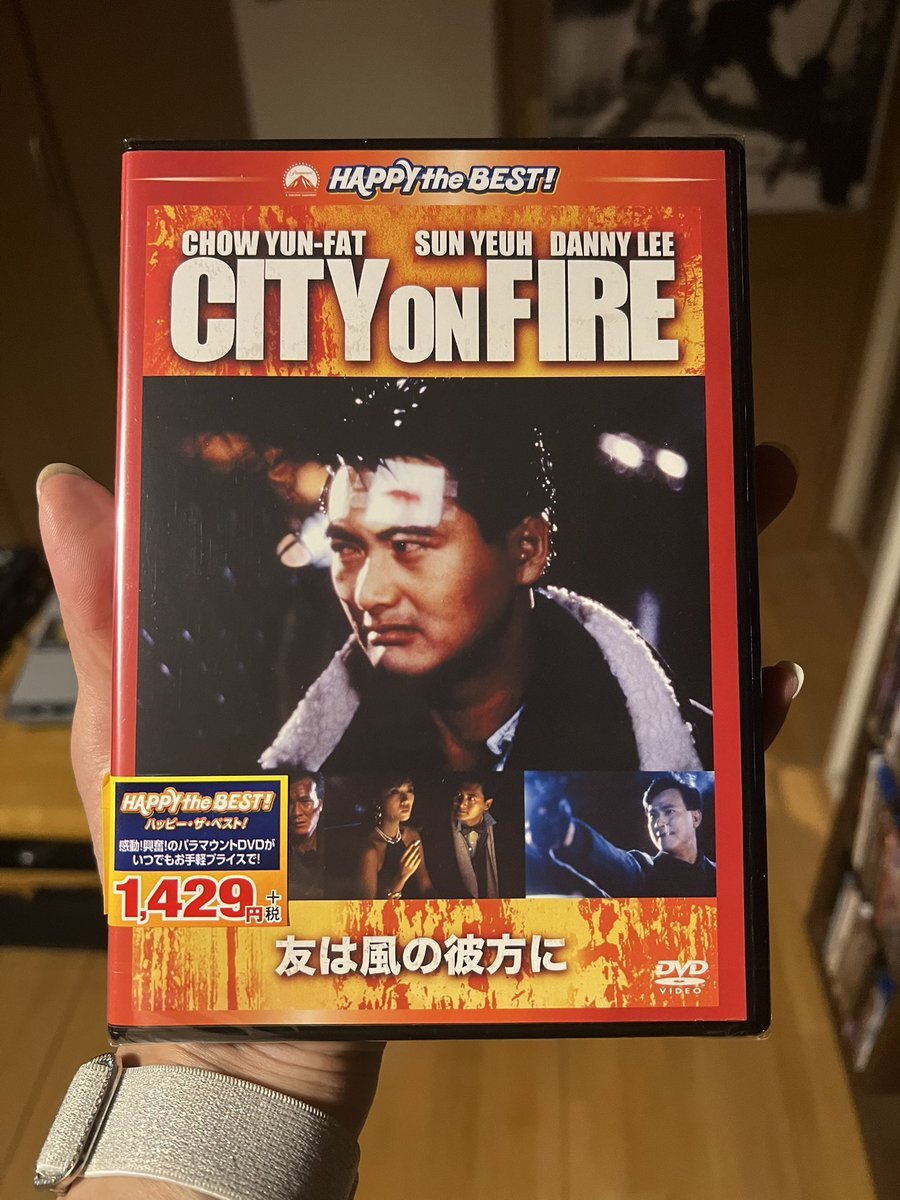 HAPPY the BEST!
CHOW YUN-FAT SUN YEUH DANNY LEE
CITY ON FIRE
HAPPY the BEST!
ハッピー・ザ・ベスト!
感動!興奮!のパラマウントDVDが
いつでもお手軽プライスで!
1,429円+税
友は風の彼方に
DVD
VIDEO